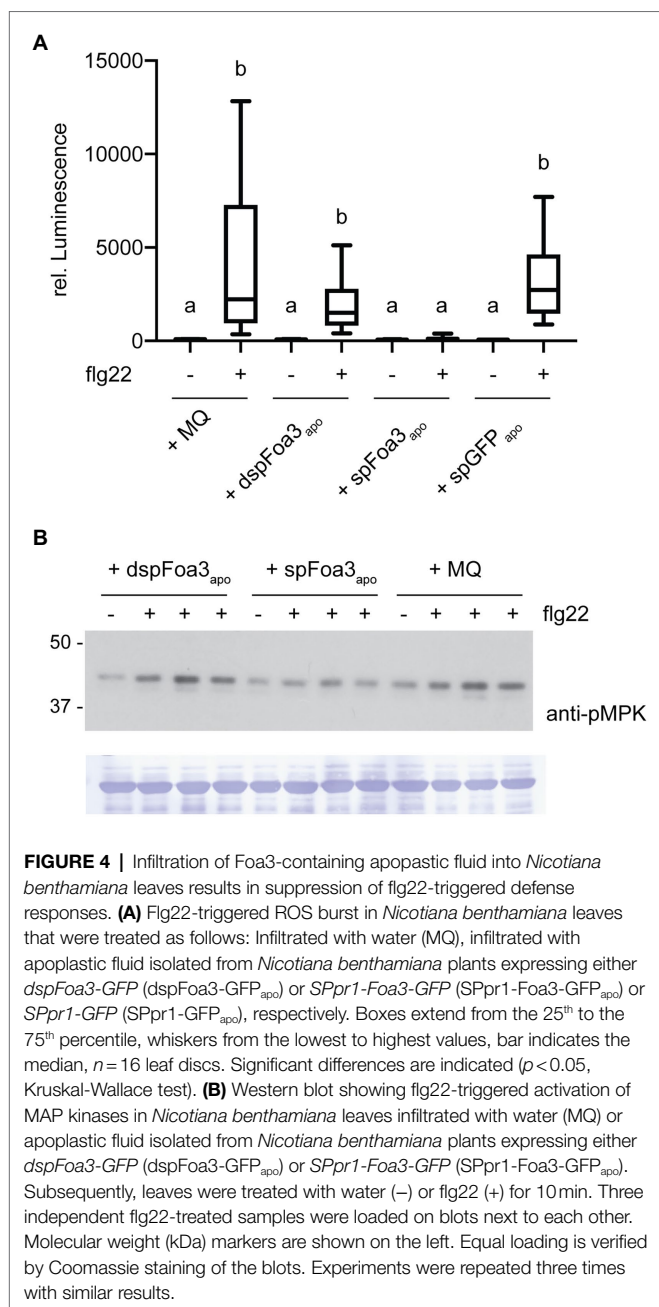 A
15000
10000
5000
0
rel. Luminescence
a b a b a a a b
flg22 - + - + - + - +
+ MQ
+ dspFoa3apo
+ spFoa3apo
+ spGFPapo
B
+ dspFoa3apo + spFoa3apo + MQ
- + + + - + + + - + + + flg22
50 -
37 -
anti-pMPK
FIGURE 4 | Infiltration of Foa3-containing apopastic fluid into Nicotiana
benthamiana leaves results in suppression of flg22-triggered defense
responses. (A) Flg22-triggered ROS burst in Nicotiana benthamiana leaves
that were treated as follows: Infiltrated with water (MQ), infiltrated with
apoplastic fluid isolated from Nicotiana benthamiana plants expressing either
dspFoa3-GFP (dspFoa3-GFPapo) or SPpr1-Foa3-GFP (SPpr1-Foa3-GFPapo) or
SPpr1-GFP (SPpr1-GFPapo), respectively. Boxes extend from the 25th to the
75th percentile, whiskers from the lowest to highest values, bar indicates the
median, n = 16 leaf discs. Significant differences are indicated (p < 0.05,
Kruskal-Wallace test). (B) Western blot showing flg22-triggered activation of
MAP kinases in Nicotiana benthamiana leaves infiltrated with water (MQ) or
apoplastic fluid isolated from Nicotiana benthamiana plants expressing either
dspFoa3-GFP (dspFoa3-GFPapo) or SPpr1-Foa3-GFP (SPpr1-Foa3-GFPapo).
Subsequently, leaves were treated with water (−) or flg22 (+) for 10 min. Three
independent flg22-treated samples were loaded on blots next to each other.
Molecular weight (kDa) markers are shown on the left. Equal loading is verified
by Coomassie staining of the blots. Experiments were repeated three times
with similar results.